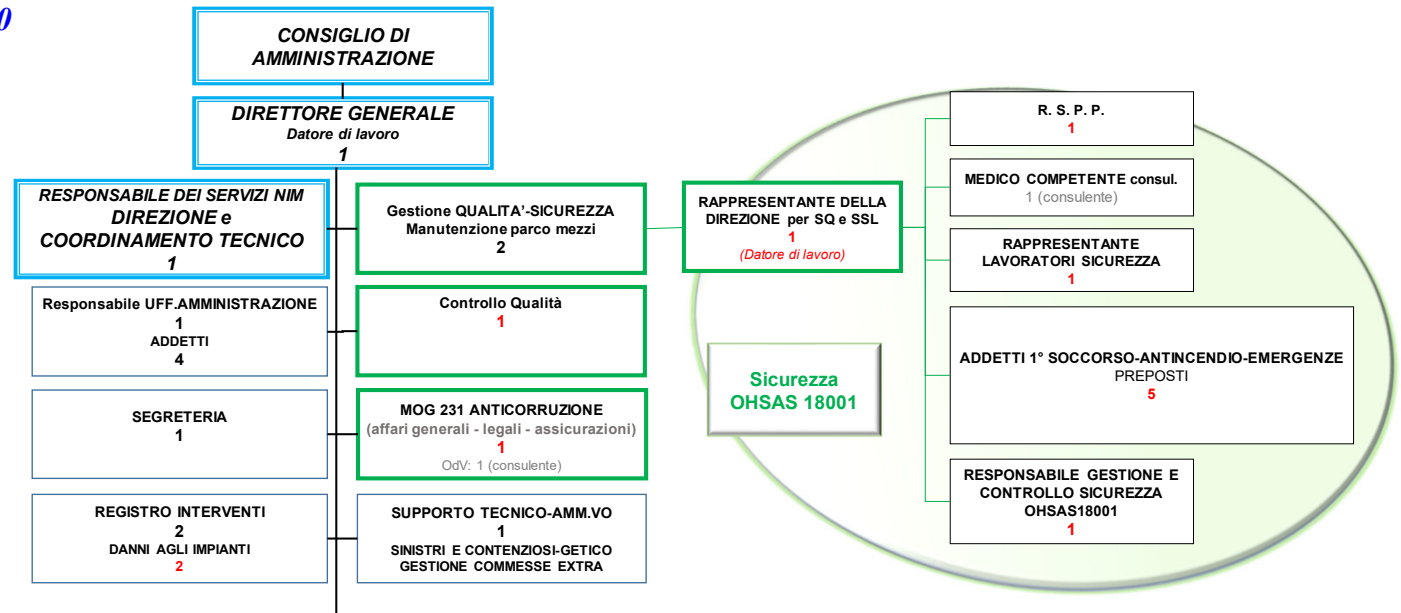 0
CONSIGLIO DI
AMMINISTRAZIONE
DIRETTORE GENERALE
Datore di lavoro
1
RESPONSABILE DEI SERVIZI NIM
DIREZIONE e
COORDINAMENTO TECNICO
1
Gestione QUALITA’-SICUREZZA
Manutenzione parco mezzi
2
RAPPRESENTANTE DELLA
DIREZIONE per SQ e SSL
1
(Datore di lavoro)
R. S. P. P.
1
MEDICO COMPETENTE consul.
1 (consulente)
RAPPRESENTANTE
LAVORATORI SICUREZZA
1
ADDETTI 1° SOCCORSO-ANTINCENDIO-EMERGENZE
PREPOSTI
5
RESPONSABILE GESTIONE E
CONTROLLO SICUREZZA
OHSAS18001
1
Sicurezza
OHSAS 18001
Responsabile UFF.AMMINISTRAZIONE
1
ADDETTI
4
Controllo Qualità
1
SEGRETERIA
1
MOG 231 ANTICORRUZIONE
(affari generali - legali - assicurazioni)
1
OdV: 1 (consulente)
REGISTRO INTERVENTI
2
DANNI AGLI IMPIANTI
2
SUPPORTO TECNICO-AMM.VO
1
SINISTRI E CONTENZIOSI-GETICO
GESTIONE COMMESSE EXTRA